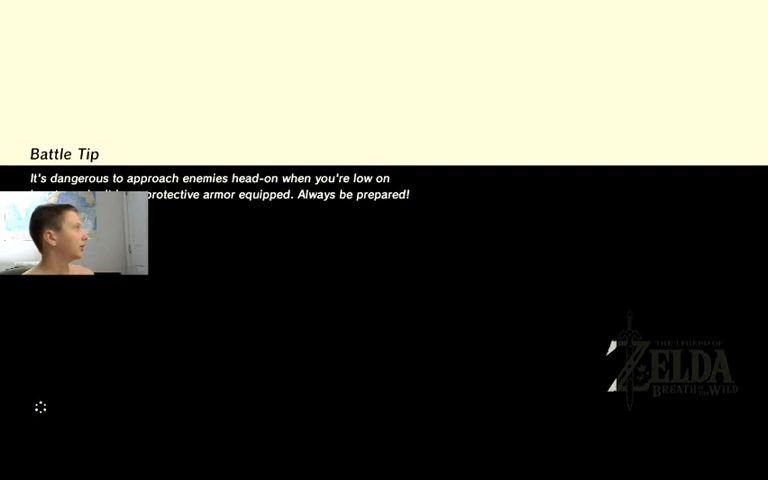 Battle Tip
It's dangerous to approach enemies head-on when you're low on
protective armor equipped. Always be prepared!
THE LEGEND OF
ZELDA
BREATH OF THE WILD